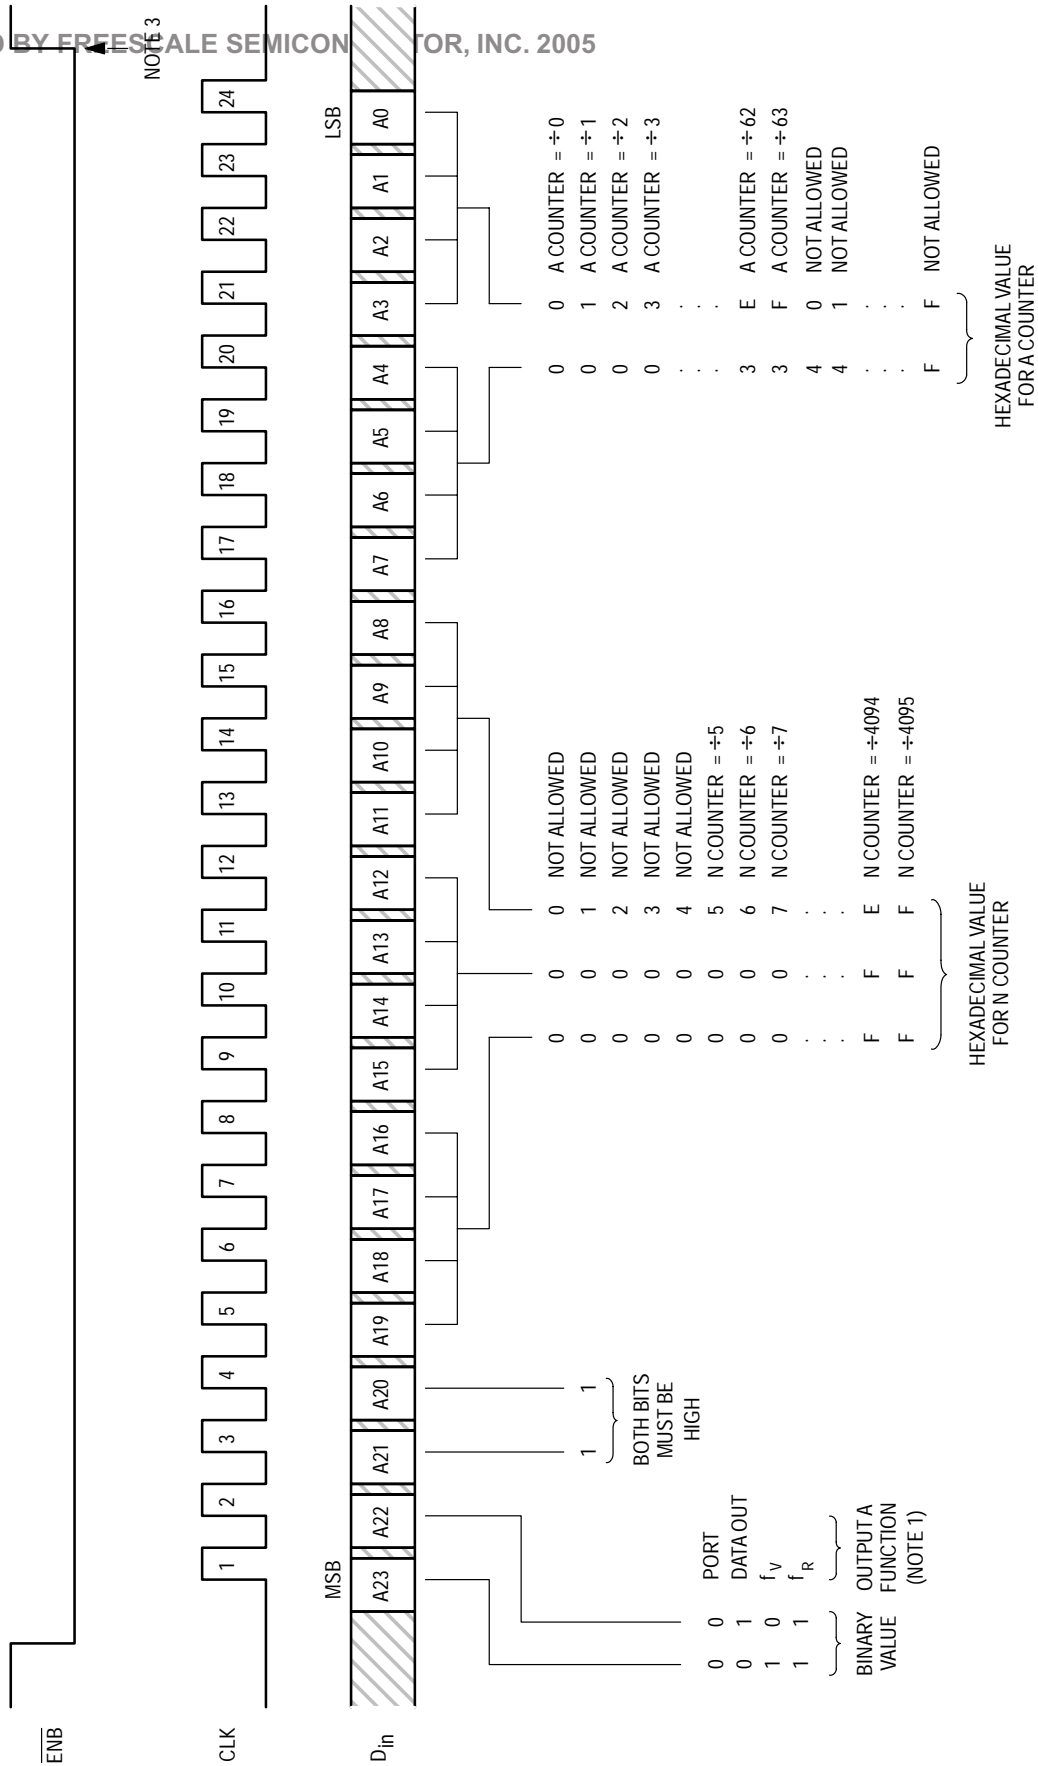 D BY FREESCALE SEMICON TOR, INC. 2005
ENB
NOTE 3
CLK
1 2 3 4 5 6 7 8 9 10 11 12 13 14 15 16 17 18 19 20 21 22 23 24
MSB
LSB
Din
A23 A22 A21 A20 A19 A18 A17 A16 A15 A14 A13 A12 A11 A10 A9 A8 A7 A6 A5 A4 A3 A2 A1 A0
0 0 PORT
0 1 DATA OUT
1 0 fV
1 1 fR
BINARY
VALUE
OUTPUT A
FUNCTION
(NOTE 1)
1 1
BOTH BITS
MUST BE
HIGH
0 0 0 NOT ALLOWED
0 0 1 NOT ALLOWED
0 0 2 NOT ALLOWED
0 0 3 NOT ALLOWED
0 0 4 NOT ALLOWED
0 0 5 N COUNTER = ÷5
0 0 6 N COUNTER = ÷6
0 0 7 N COUNTER = ÷7
. . .
. . .
F F E N COUNTER = ÷4094
F F F N COUNTER = ÷4095
HEXADECIMAL VALUE
FOR N COUNTER
0 0 A COUNTER = ÷0
0 1 A COUNTER = ÷1
0 2 A COUNTER = ÷2
0 3 A COUNTER = ÷3
. .
. .
3 E A COUNTER = ÷62
3 F A COUNTER = ÷63
4 0 NOT ALLOWED
4 1 NOT ALLOWED
. .
. .
F F NOT ALLOWED
HEXADECIMAL VALUE
FOR A COUNTER